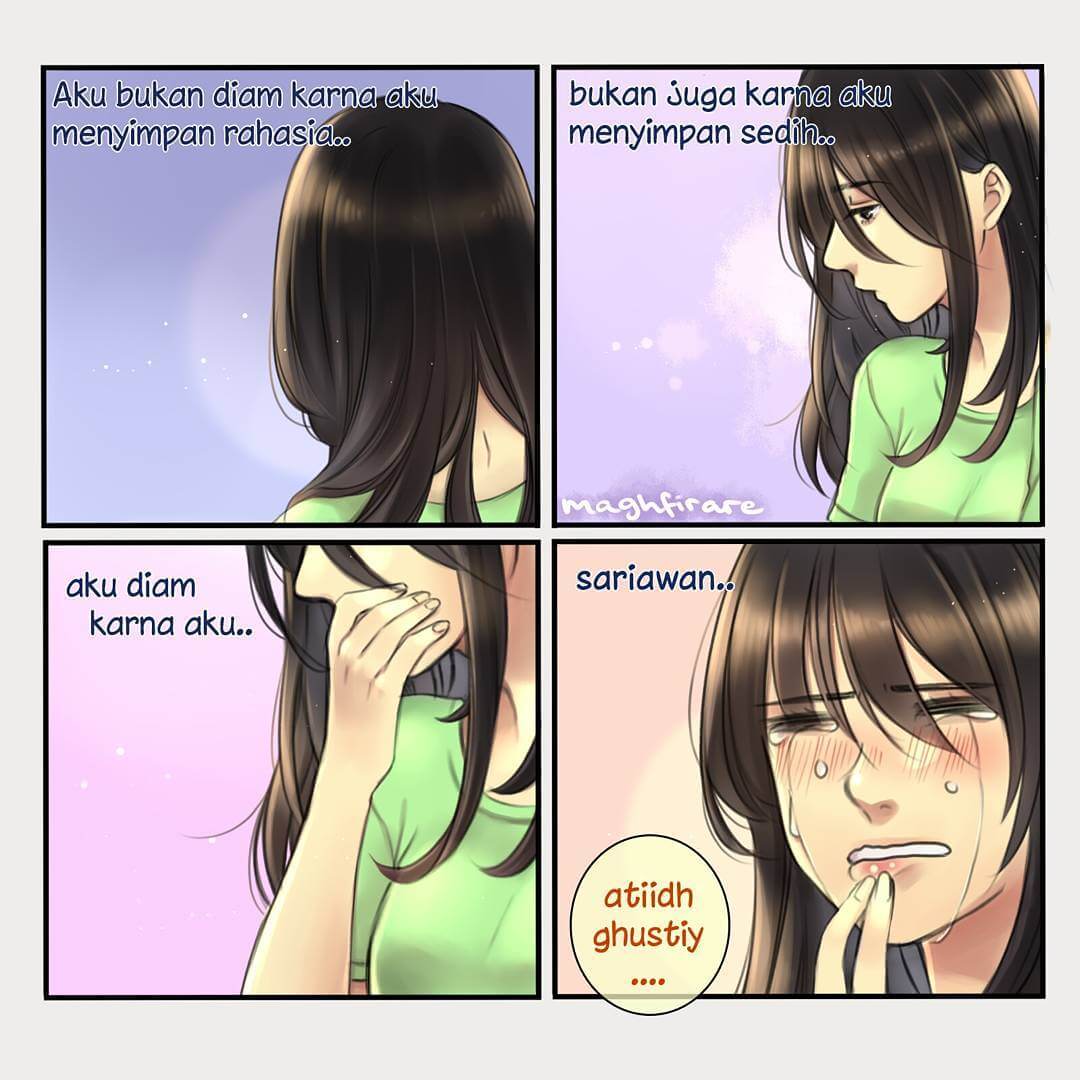 Aku bukan diam karna aku
menyimpan rahasia..
bukan juga karna aku
menyimpan sedih..
maghfirare
aku diam
karna aku..
sariawan..
atiidh
ghustiy
....